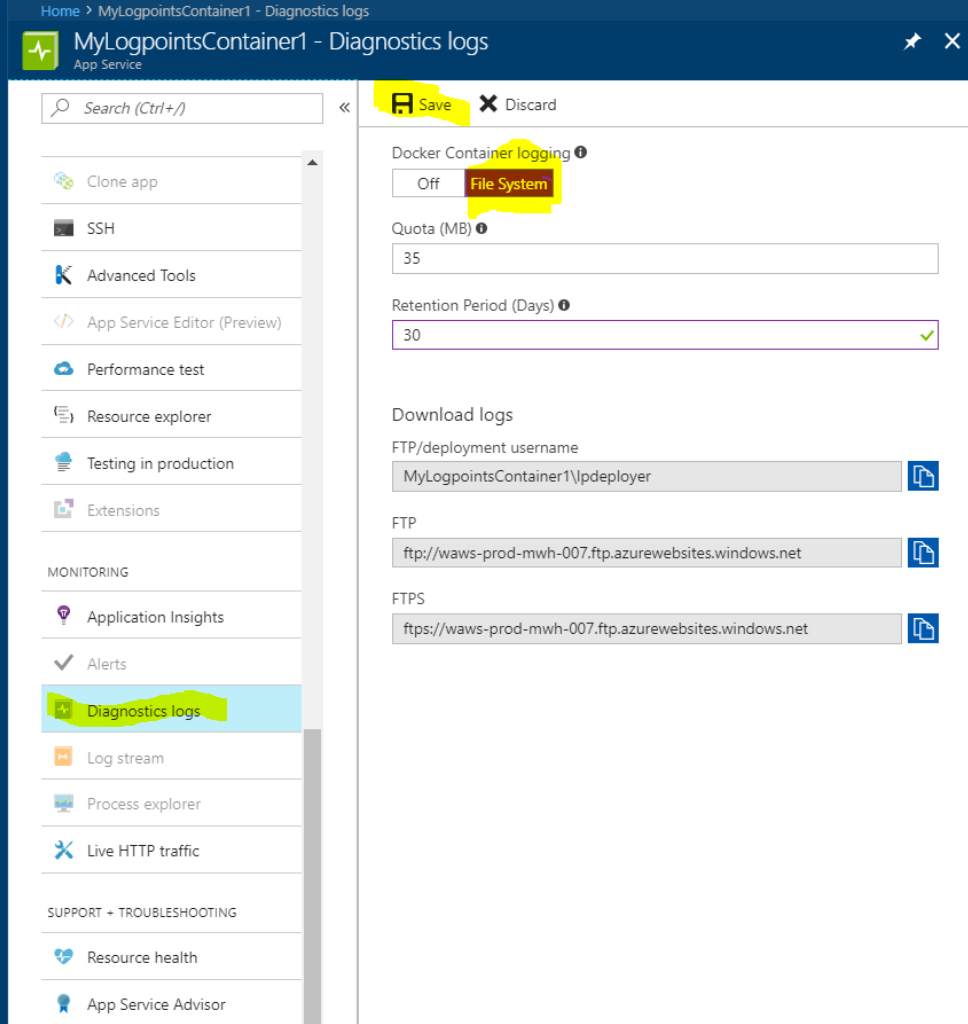 Home > MyLogpointsContainer1 - Diagnostics logs
MyLogpointsContainer1 - Diagnostics logs
App Service
Search (Ctrl+/)
«
Clone app
SSH
Advanced Tools
App Service Editor (Preview)
Performance test
Resource explorer
Testing in production
Extensions
MONITORING
Application Insights
Alerts
Diagnostics logs
Log stream
Process explorer
Live HTTP traffic
SUPPORT + TROUBLESHOOTING
Resource health
App Service Advisor
Save Discard
Docker Container logging
Off File System
Quota (MB)
35
Retention Period (Days)
30
Download logs
FTP/deployment username
MyLogpointsContainer1\lpdeployer
FTP
ftp://waws-prod-mwh-007.ftp.azurewebsites.windows.net
FTPS
ftps://waws-prod-mwh-007.ftp.azurewebsites.windows.net